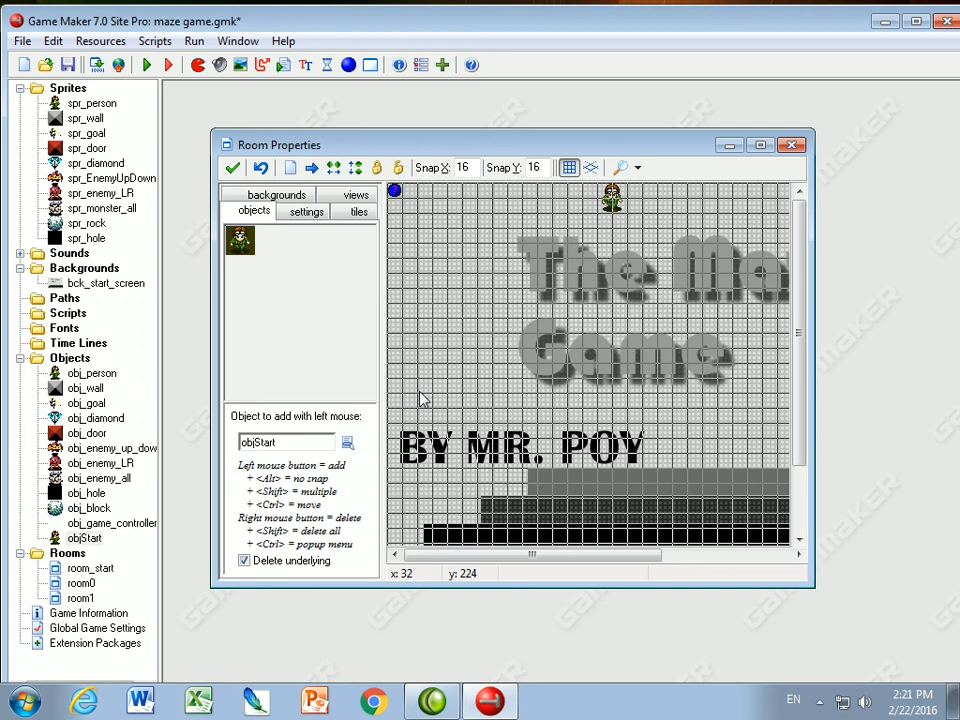 Game Maker 7.0 Site Pro: maze game.gmk*
File Edit Resources Scripts Run Window Help
Sprites
spr_person
spr_wall
spr_goal
spr_door
spr_diamond
spr_EnemyUpDown
spr_enemy_LR
spr_monster_all
spr_rock
spr_hole
Sounds
Backgrounds
bck_start_screen
Paths
Scripts
Fonts
Time Lines
Objects
obj_person
obj_wall
obj_goal
obj_diamond
obj_door
obj_enemy_up_dow
obj_enemy_LR
obj_enemy_all
obj_hole
obj_block
obj_game_controller
objStart
Rooms
room_start
room0
room1
Game Information
Global Game Settings
Extension Packages
Room Properties
Snap X: 16 Snap Y: 16
backgrounds views
objects settings tiles
Object to add with left mouse:
objStart
Left mouse button = add
+ <Alt> = no snap
+ <Shift> = multiple
+ <Ctrl> = move
Right mouse button = delete
+ <Shift> = delete all
+ <Ctrl> = popup menu
Delete underlying
The Ma
Game
BY MR. POY
x: 32 y: 224
EN
2:21 PM
2/22/2016